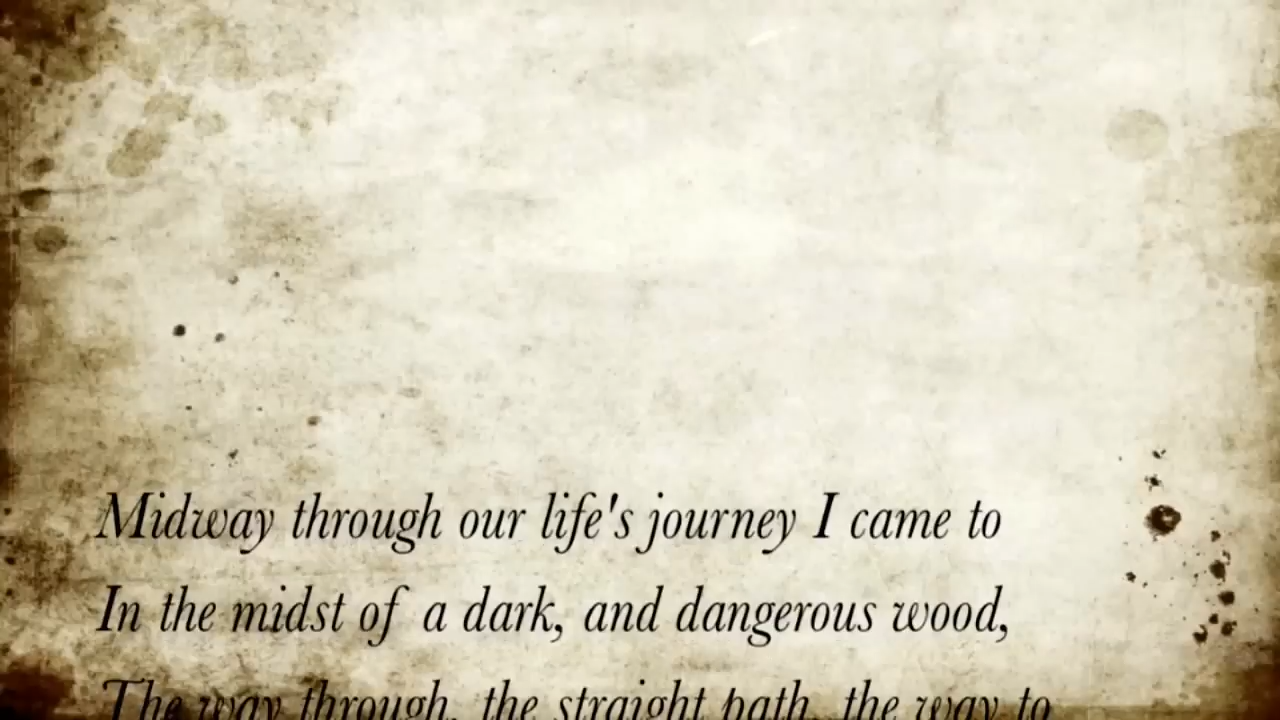 Midway through our life's journey I came to
In the midst of a dark, and dangerous wood,
The way through, the straight path, the way to